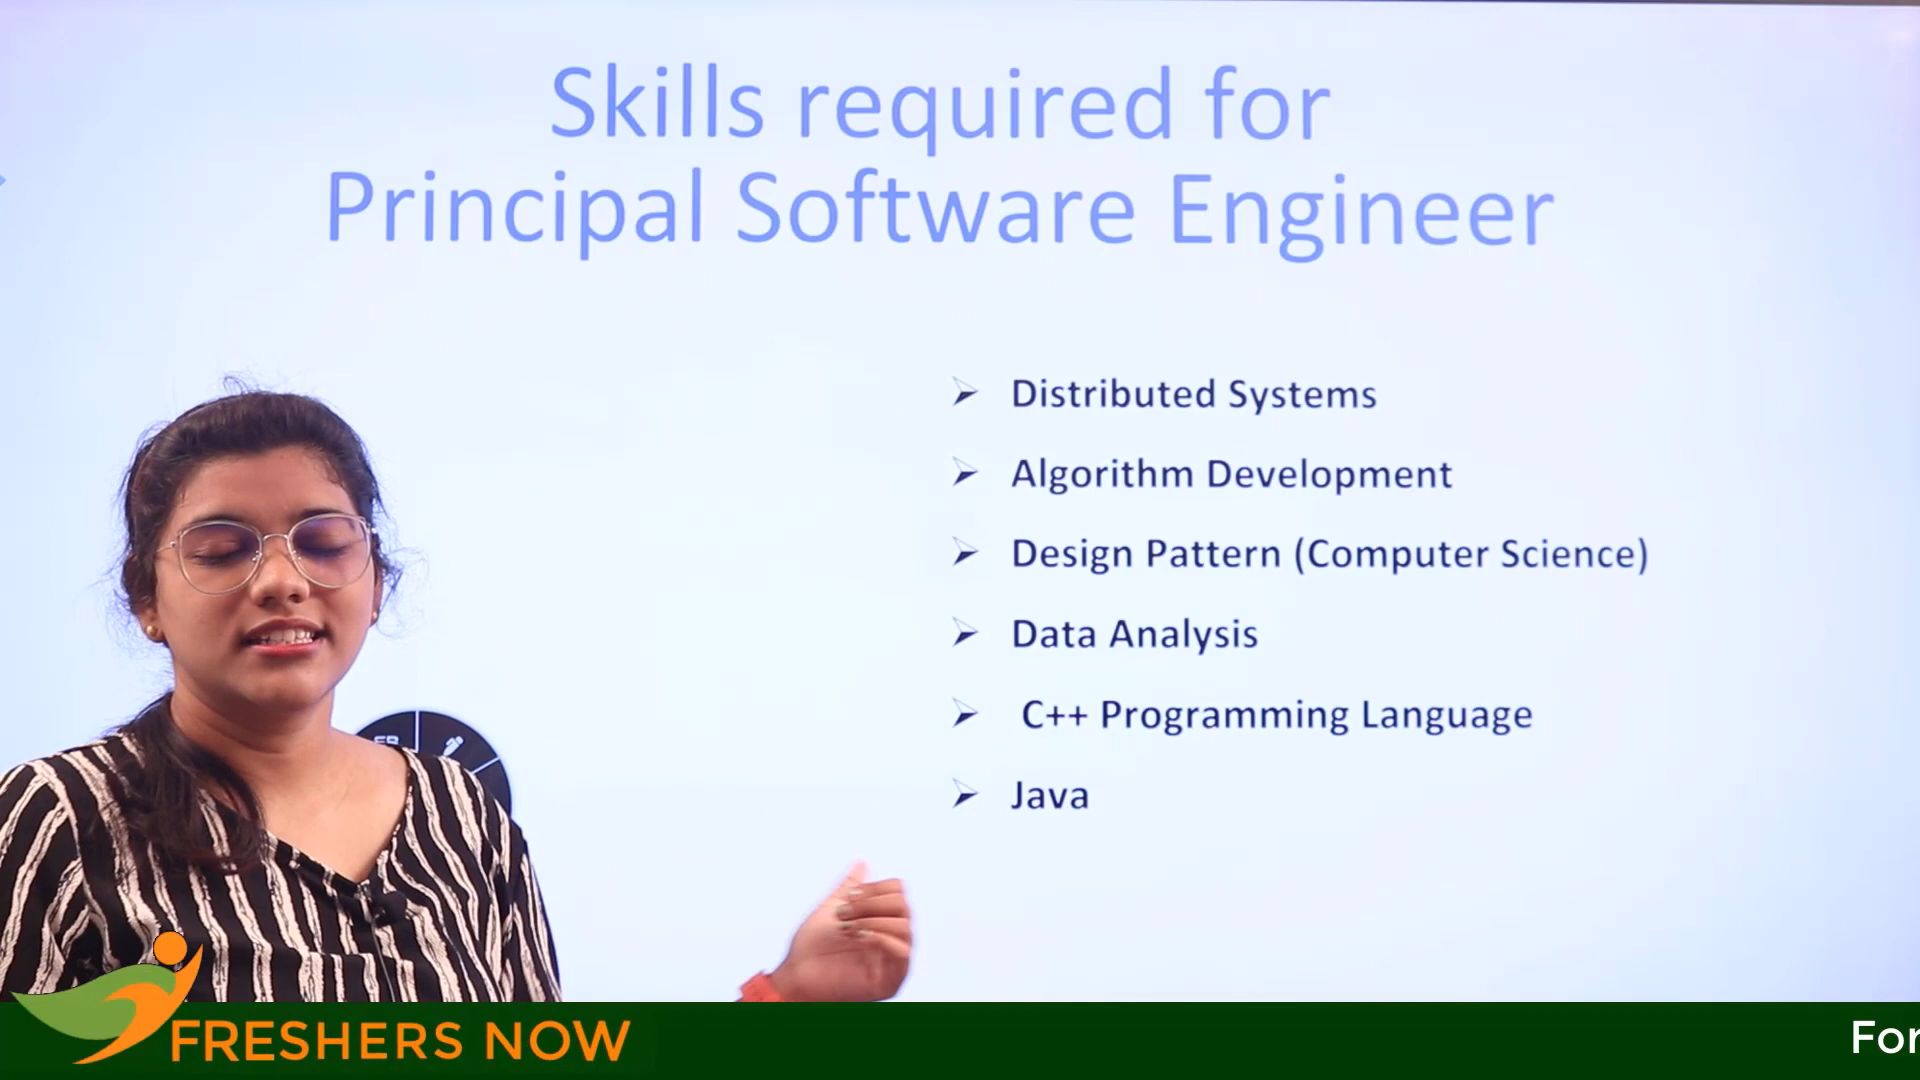 Skills required for
Principal Software Engineer
Distributed Systems
Algorithm Development
Design Pattern (Computer Science)
Data Analysis
C++ Programming Language
Java
FRESHERS NOW
For